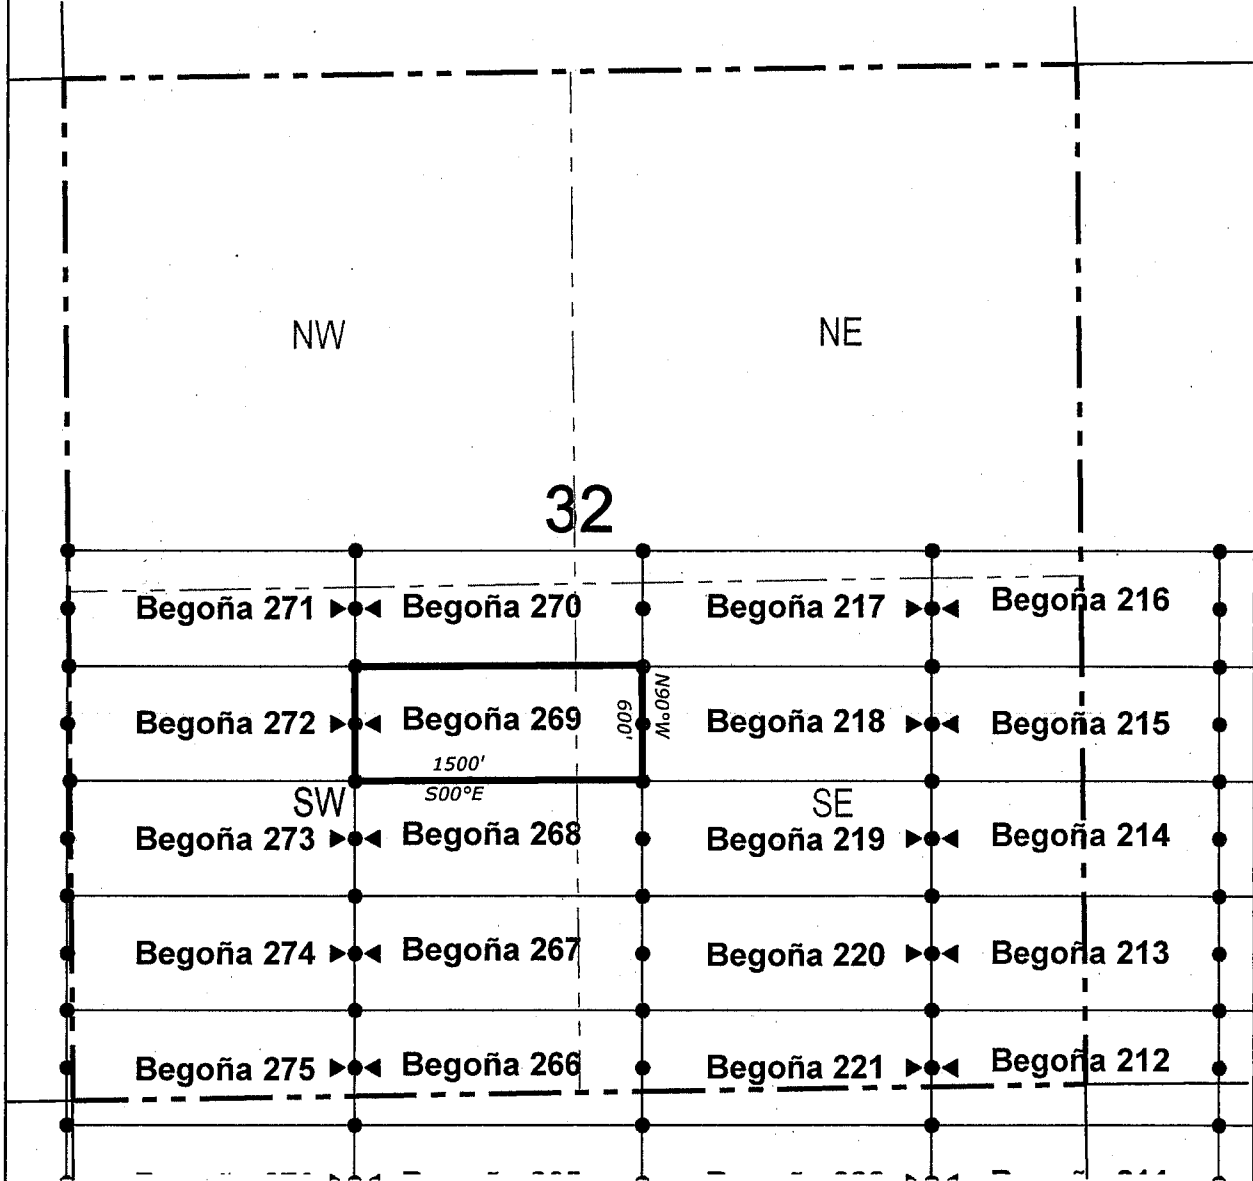 NW NE
32
Begoña 271 Begoña 270 Begoña 217 Begoña 216
Begoña 272 Begoña 269 600' N90°W Begoña 218 Begoña 215
1500'
S00°E
SW SE
Begoña 273 Begoña 268 Begoña 219 Begoña 214
Begoña 274 Begoña 267 Begoña 220 Begoña 213
Begoña 275 Begoña 266 Begoña 221 Begoña 212